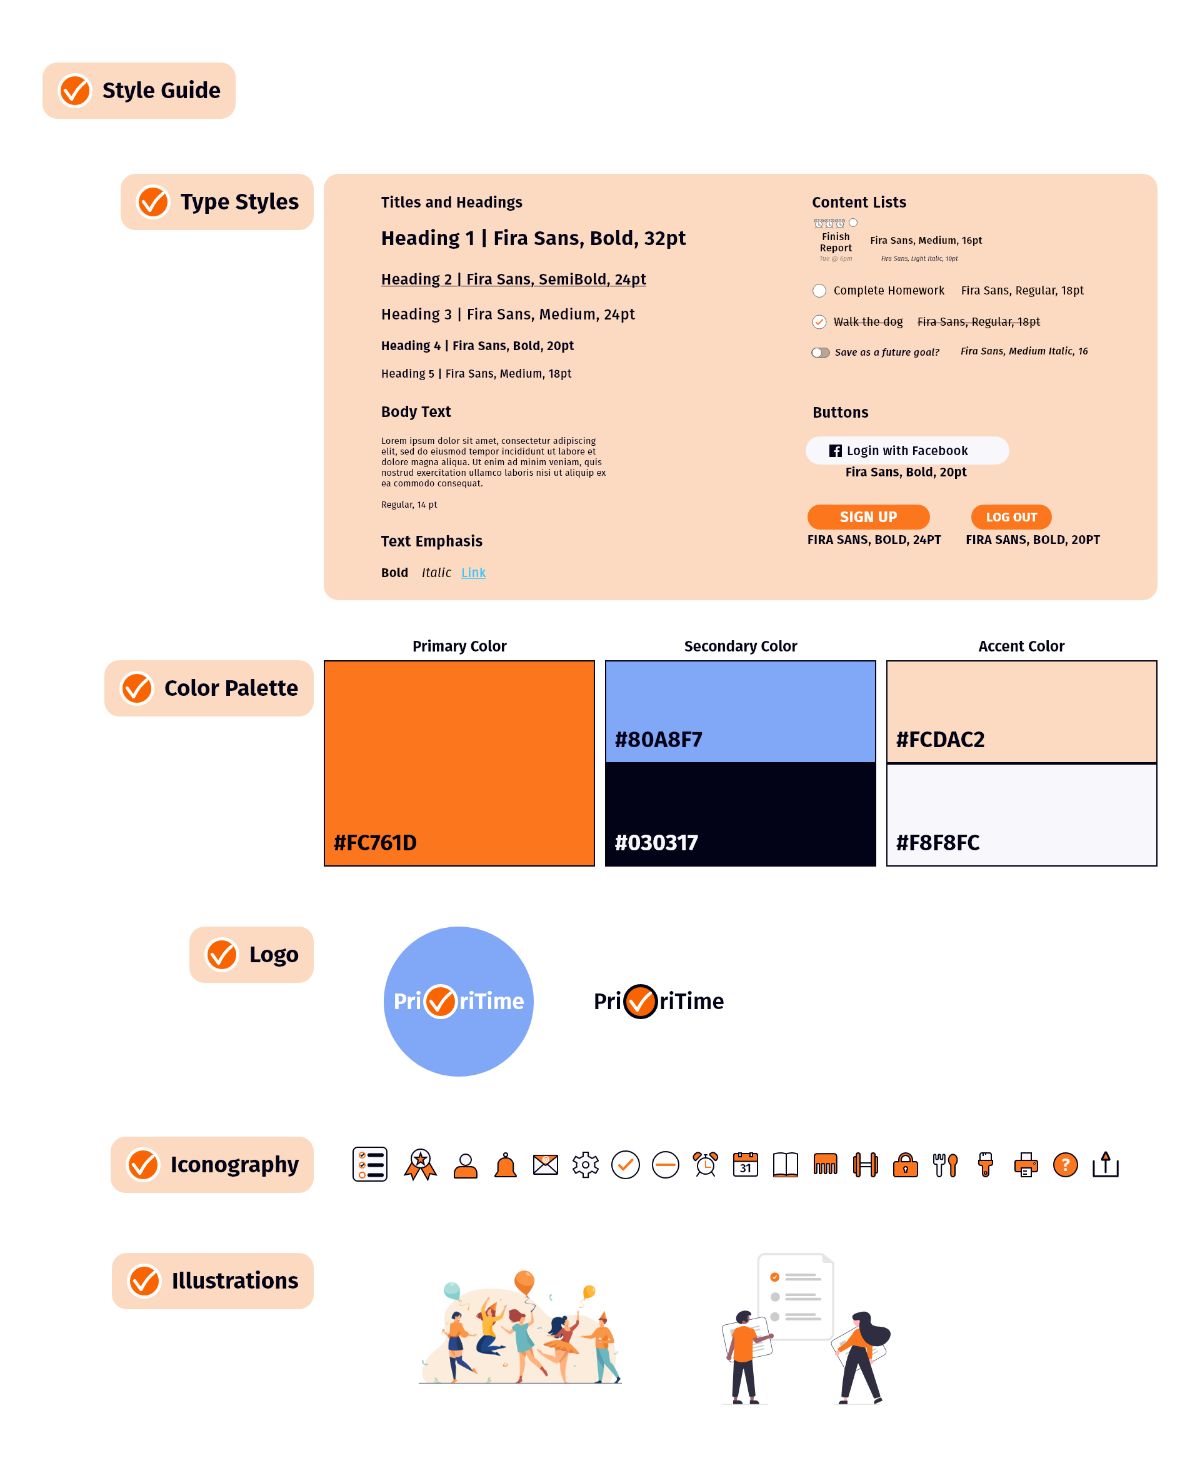 Style Guide
Type Styles
Titles and Headings
Heading 1 | Fira Sans, Bold, 32pt
Heading 2 | Fira Sans, SemiBold, 24pt
Heading 3 | Fira Sans, Medium, 24pt
Heading 4 | Fira Sans, Bold, 20pt
Heading 5 | Fira Sans, Medium, 18pt
Body Text
Lorem ipsum dolor sit amet, consectetur adipiscing
elit, sed do eiusmod tempor incididunt ut labore et
dolore magna aliqua. Ut enim ad minim veniam, quis
nostrud exercitation ullamco laboris nisi ut aliquip ex
ea commodo consequat.
Regular, 14 pt
Text Emphasis
Bold Italic Link
Content Lists
Finish
Report
Fira Sans, Medium, 16pt
Tue @ 6pm
Fira Sans, Light Italic, 10pt
Complete Homework Fira Sans, Regular, 18pt
Walk the dog Fira Sans, Regular, 18pt
Save as a future goal? Fira Sans, Medium Italic, 16
Buttons
Login with Facebook
Fira Sans, Bold, 20pt
SIGN UP LOG OUT
FIRA SANS, BOLD, 24PT FIRA SANS, BOLD, 20PT
Color Palette
Primary Color Secondary Color Accent Color
#80A8F7 #FCDAC2
#FC761D #030317 #F8F8FC
Logo
PriOriTime PriOriTime
Iconography
31
?
Illustrations